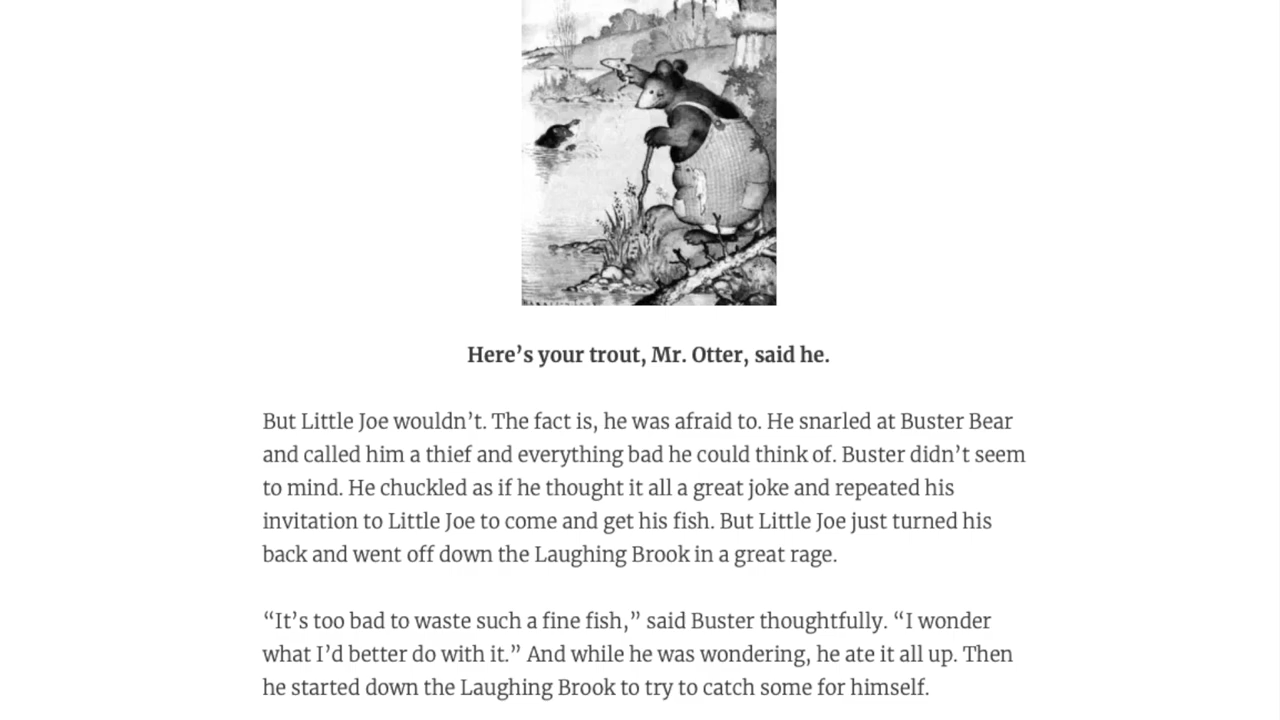 Here’s your trout, Mr. Otter, said he.
But Little Joe wouldn’t. The fact is, he was afraid to. He snarled at Buster Bear
and called him a thief and everything bad he could think of. Buster didn’t seem
to mind. He chuckled as if he thought it all a great joke and repeated his
invitation to Little Joe to come and get his fish. But Little Joe just turned his
back and went off down the Laughing Brook in a great rage.
“It’s too bad to waste such a fine fish,” said Buster thoughtfully. “I wonder
what I’d better do with it.” And while he was wondering, he ate it all up. Then
he started down the Laughing Brook to try to catch some for himself.